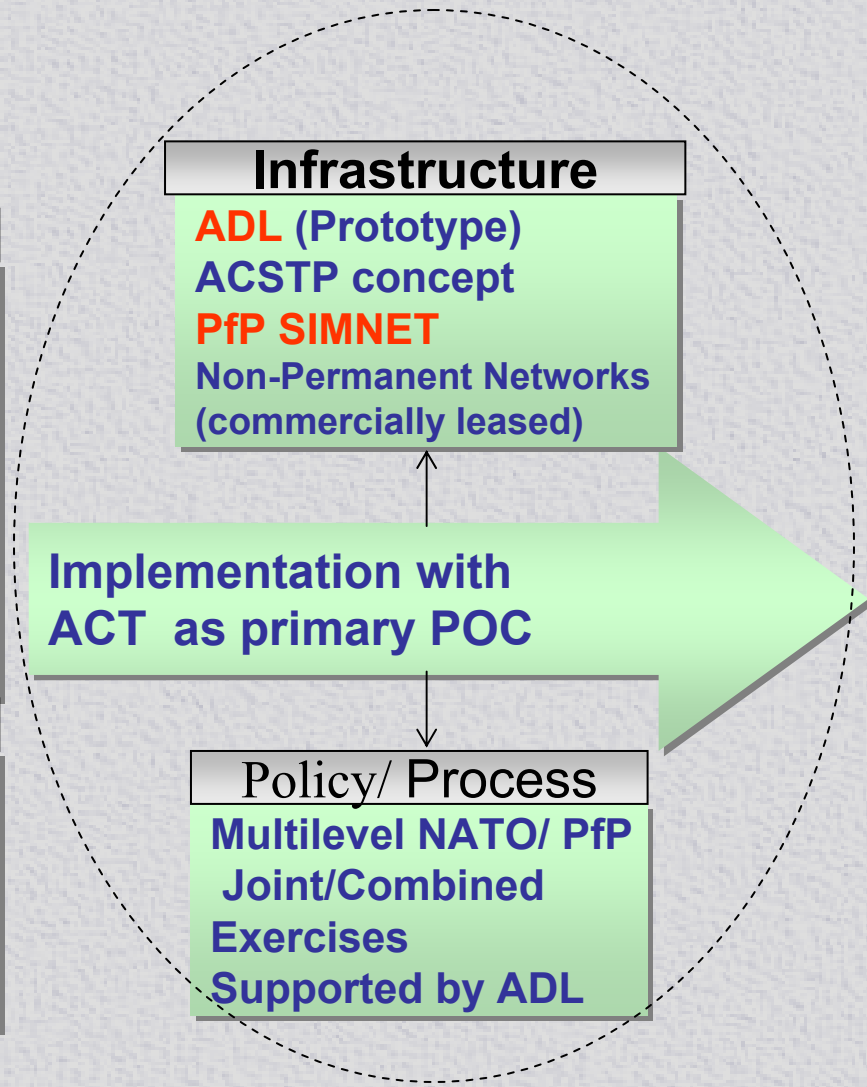 Infrastructure
ADL (Prototype)
ACSTP concept
PfP SIMNET
Non-Permanent Networks
(commercially leased)
Implementation with
ACT as primary POC
Policy/ Process
Multilevel NATO/ PfP
Joint/Combined
Exercises
Supported by ADL